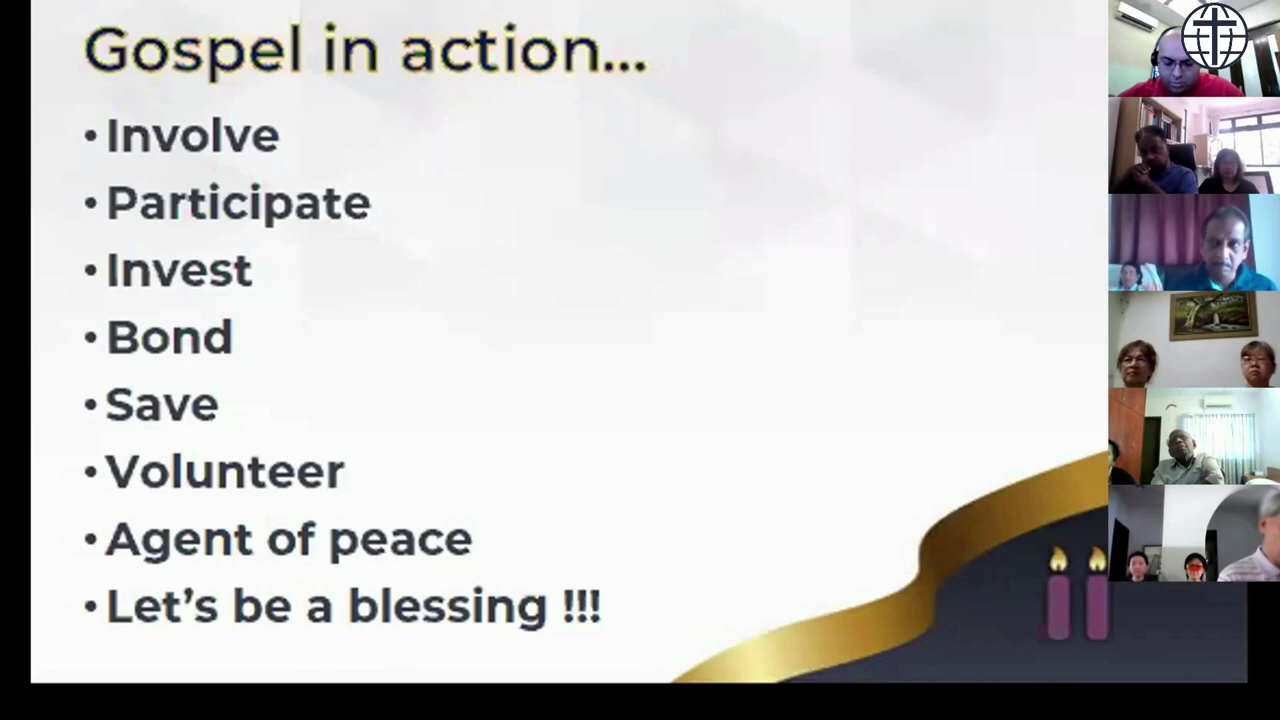 Gospel in action...
• Involve
• Participate
• Invest
• Bond
• Save
• Volunteer
• Agent of peace
• Let’s be a blessing !!!